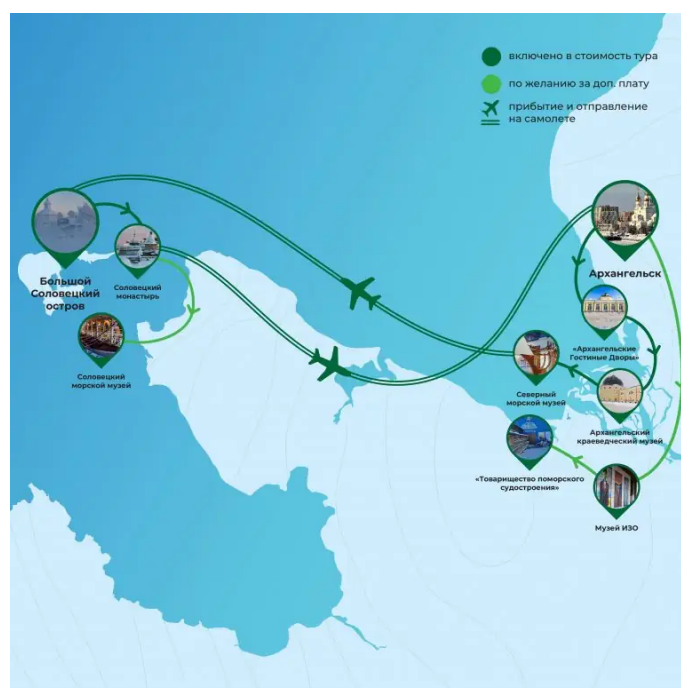 включено в стоимость тура
по желанию за доп. плату
прибытие и отправление
на самолете
Большой
Соловецкий
остров
Соловецкий
монастырь
Соловецкий
морской музей
Архангельск
«Архангельские
Гостиные Дворы»
Северный
морской музей
Архангельский
краеведческий музей
«Товарищество поморского
судостроения»
Музей ИЗО